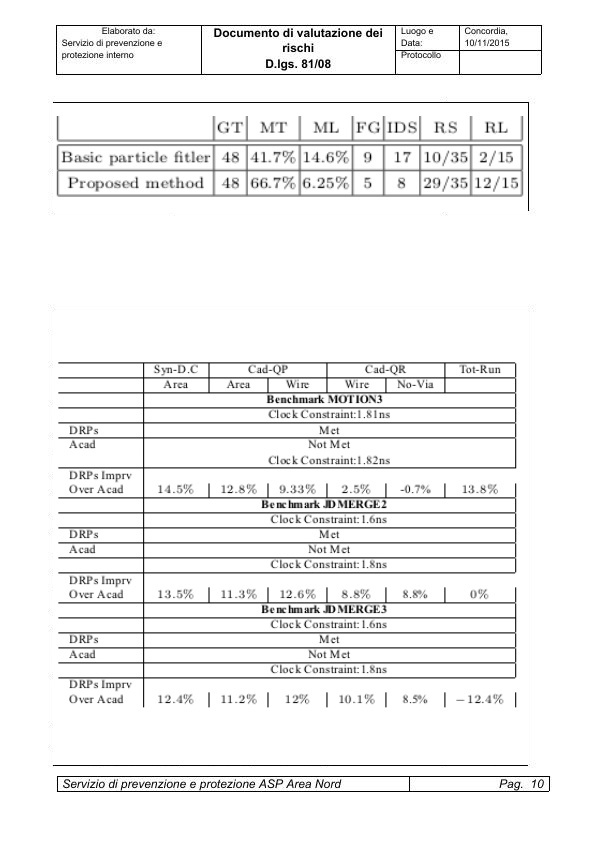 Elaborato da:
Servizio di prevenzione e
protezione interno
Documento di valutazione dei
rischi
D.lgs. 81/08
Luogo e
Data:
Concordia,
10/11/2015
Protocollo
GT MT ML FG IDS RS RL
Basic particle fitler 48 41.7% 14.6% 9 17 10/35 2/15
Proposed method 48 66.7% 6.25% 5 8 29/35 12/15
Syn-D.C Cad-QP Cad-QR Tot-Run
Area Area Wire Wire No-Via
Benchmark MOTION3
Clock Constraint:1.81ns
DRPs Met
Acad Not Met
Clock Constraint:1.82ns
DRPs Imprv
Over Acad 14.5% 12.8% 9.33% 2.5% -0.7% 13.8%
Benchmark JDMERGE2
Clock Constraint:1.6ns
DRPs Met
Acad Not Met
Clock Constraint:1.8ns
DRPs Imprv
Over Acad 13.5% 11.3% 12.6% 8.8% 8.8% 0%
Benchmark JDMERGE3
Clock Constraint:1.6ns
DRPs Met
Acad Not Met
Clock Constraint:1.8ns
DRPs Imprv
Over Acad 12.4% 11.2% 12% 10.1% 8.5% −12.4%
Servizio di prevenzione e protezione ASP Area Nord Pag. 10